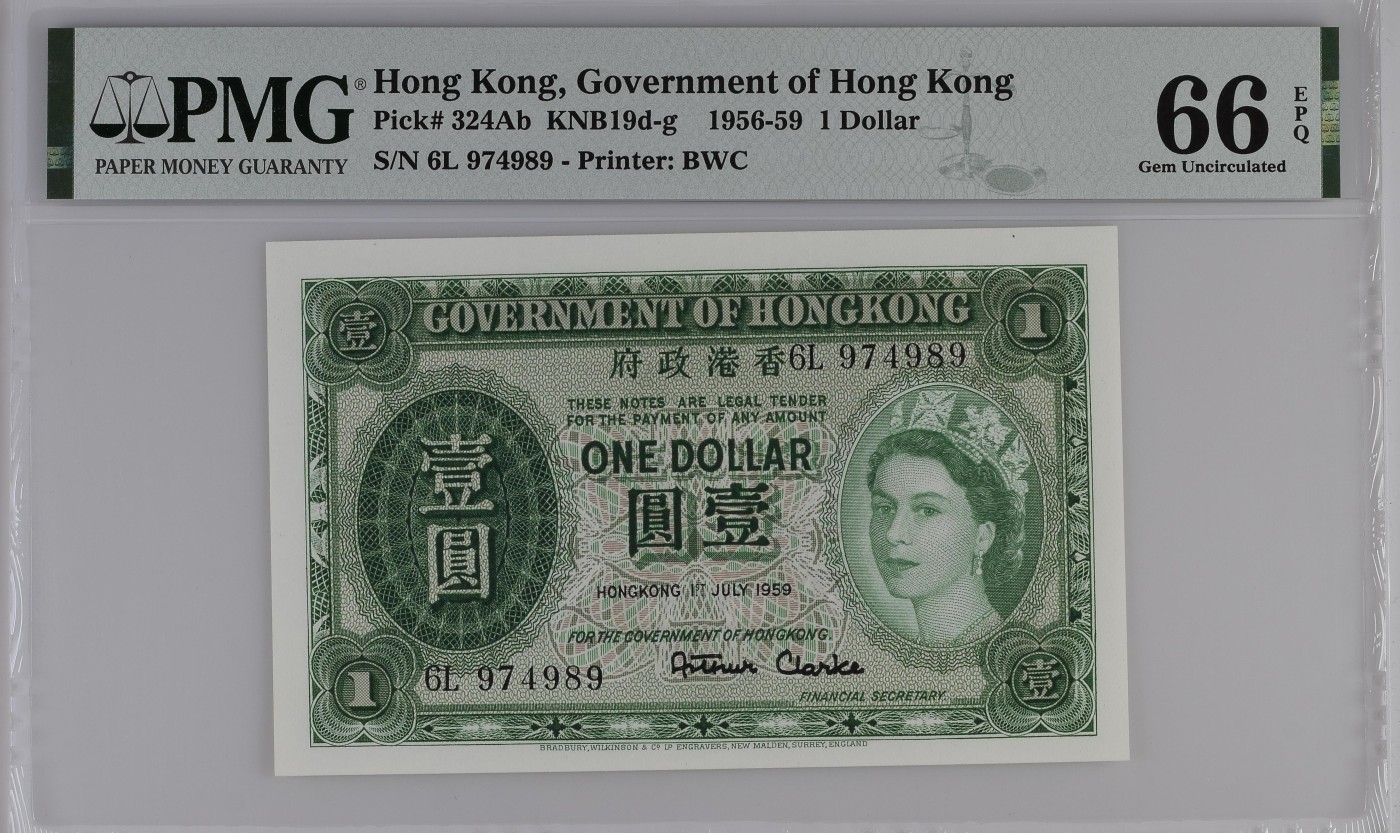 PMG®
PAPER MONEY GUARANTY
Hong Kong, Government of Hong Kong
Pick# 324Ab KNB19d-g 1956-59 1 Dollar
S/N 6L 974989 - Printer: BWC
66
EPQ
Gem Uncirculated
壹
GOVERNMENT OF HONGKONG
1
府政港香
6L 974989
THESE NOTES ARE LEGAL TENDER
FOR THE PAYMENT OF ANY AMOUNT
ONE DOLLAR
圓壹
壹圓
HONGKONG 1ST JULY 1959
FOR THE GOVERNMENT OF HONGKONG.
Arthur Clarke
FINANCIAL SECRETARY.
6L 974989
1
壹
BRADBURY, WILKINSON & Co. Ld. ENGRAVERS, NEW MALDEN, SURREY, ENGLAND